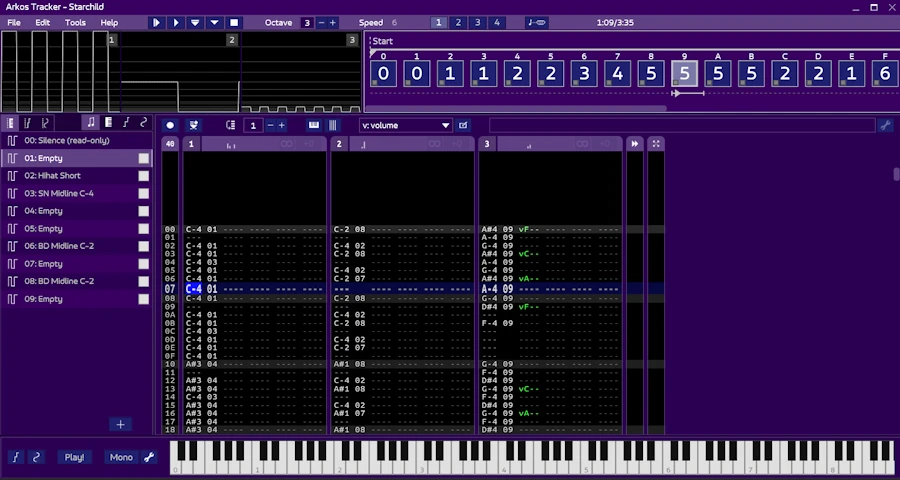 Arkos Tracker - Starchild
File Edit Tools Help Octave 3 Speed 6 1 2 3 4 1:09/3:35
1 2 3
Start
0 1 2 3 4 5 6 7 8 9 A B C D E F
0 0 1 1 2 2 3 4 5 5 5 5 2 2 1 6
1 v: volume
40 1 2 3
00: Silence (read-only)
01: Empty
02: Hihat Short
03: SN Midline C-4
04: Empty
05: Empty
06: BD Midline C-2
07: Empty
08: BD Midline C-2
09: Empty
00 C-4 01 C-2 08 A#4 09 vF--
01 --- --- A-4 09
02 C-4 01 C-4 02 G-4 09
03 C-4 01 C-2 08 A#4 09 vC--
04 C-4 03 --- A-4 09
05 C-4 01 C-4 02 G-4 09
06 C-4 01 C-2 07 A#4 09 vA--
07 C-4 01 --- A-4 09
08 C-4 01 C-2 08 G-4 09
09 --- --- D#4 09 vF--
0A C-4 01 C-4 02 ---
0B C-4 01 C-2 08 F-4 09
0C C-4 03 --- ---
0D C-4 01 C-4 02 ---
0E C-4 01 C-2 07 ---
0F C-4 01 --- ---
10 A#3 04 A#1 08 G-4 09
11 --- --- F-4 09
12 A#3 04 C-4 02 D#4 09
13 A#3 04 A#1 08 G-4 09 vC--
14 C-4 03 --- F-4 09
15 A#3 04 C-4 02 D#4 09
16 A#3 04 A#1 07 G-4 09 vA--
17 A#3 04 --- F-4 09
18 A#3 04 A#1 08 D#4 09
Play! Mono 0 1 2 3 4 5 6 7 8